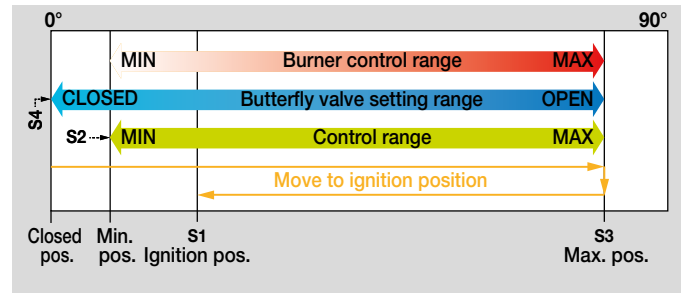 0° 90°
MIN Burner control range MAX
CLOSED Butterfly valve setting range OPEN
S4
S2 MIN Control range MAX
Move to ignition position
Closed Min. S1 S3
pos. pos. Ignition pos. Max. pos.